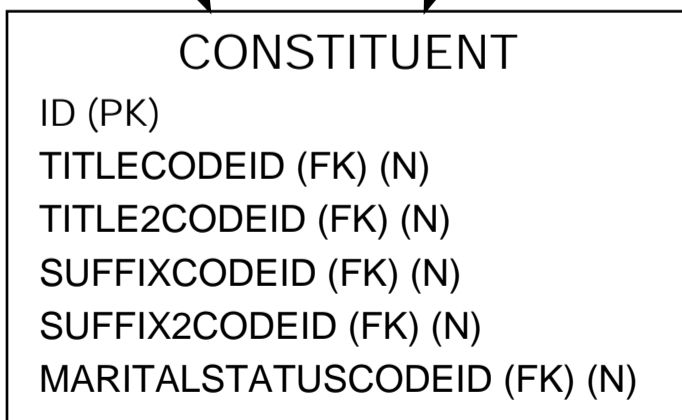 CONSTITUENT
ID (PK)
TITLECODEID (FK) (N)
TITLE2CODEID (FK) (N)
SUFFIXCODEID (FK) (N)
SUFFIX2CODEID (FK) (N)
MARITALSTATUSCODEID (FK) (N)